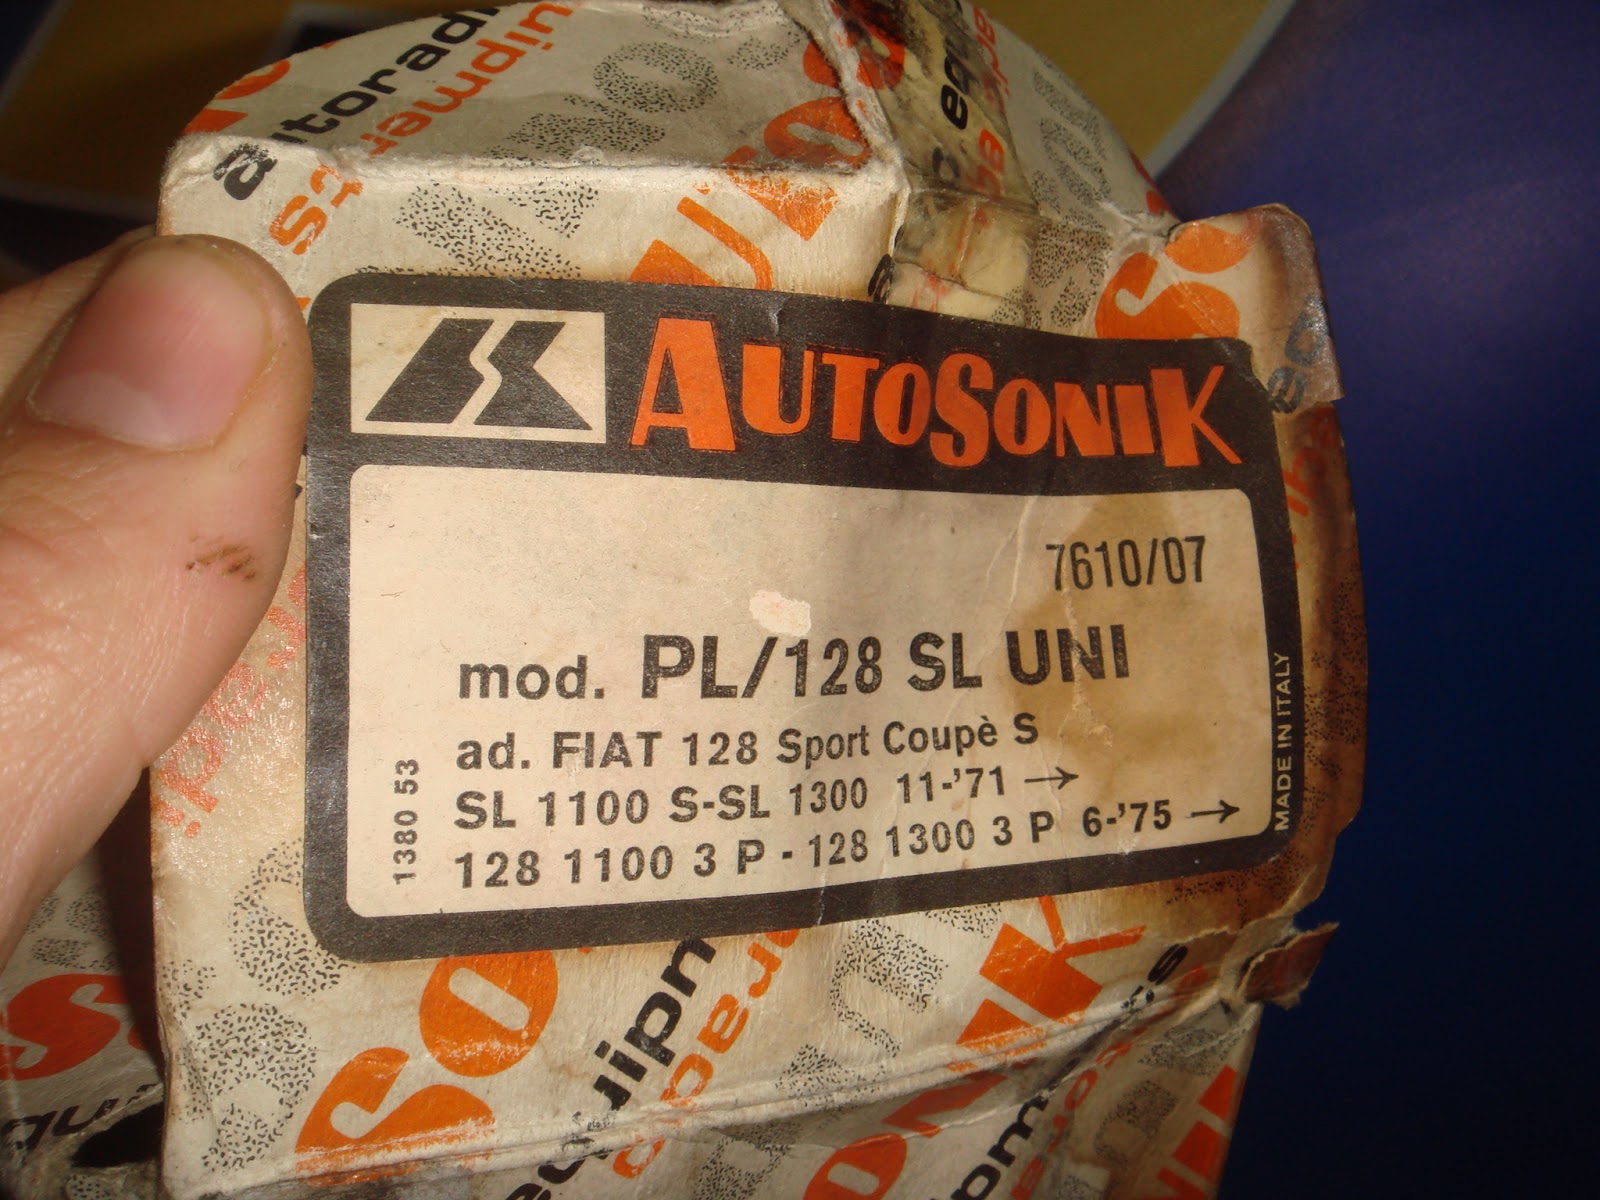 AUTOSONIK
7610/07
mod. PL/128 SL UNI
ad. FIAT 128 Sport Coupè S
SL 1100 S-SL 1300 11-'71 →
128 1100 3 P - 128 1300 3 P 6-'75 →
1380 53
MADE IN ITALY